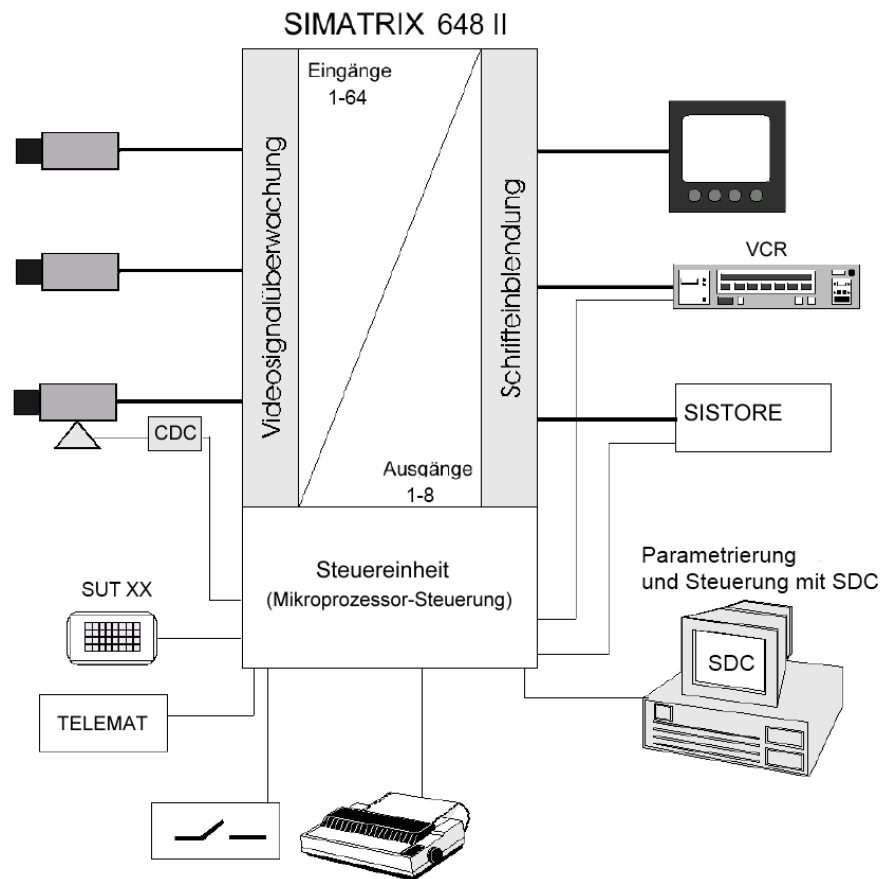 SIMATRIX 648 II
Eingänge
1-64
Videosignalüberwachung
Schrifteinblendung
VCR
SISTORE
CDC
Ausgänge
1-8
Steuereinheit
(Mikroprozessor-Steuerung)
Parametrierung
und Steuerung mit SDC
SUT XX
SDC
TELEMAT